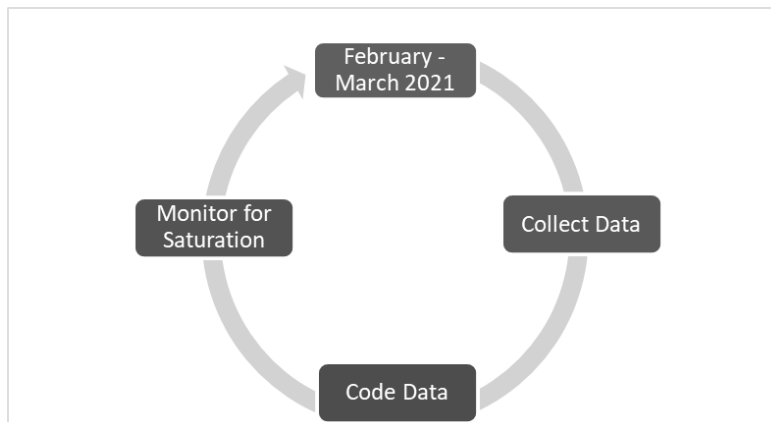 February -
March 2021
Collect Data
Code Data
Monitor for
Saturation